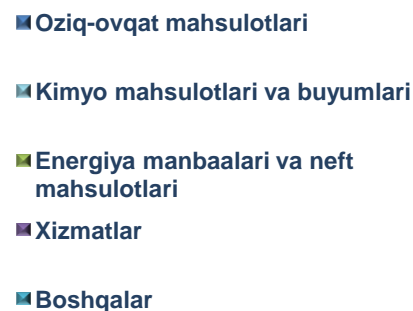 Oziq-ovqat mahsulotlari
Kimyo mahsulotlari va buyumlari
Energiya manbaalari va neft
mahsulotlari
Xizmatlar
Boshqalar